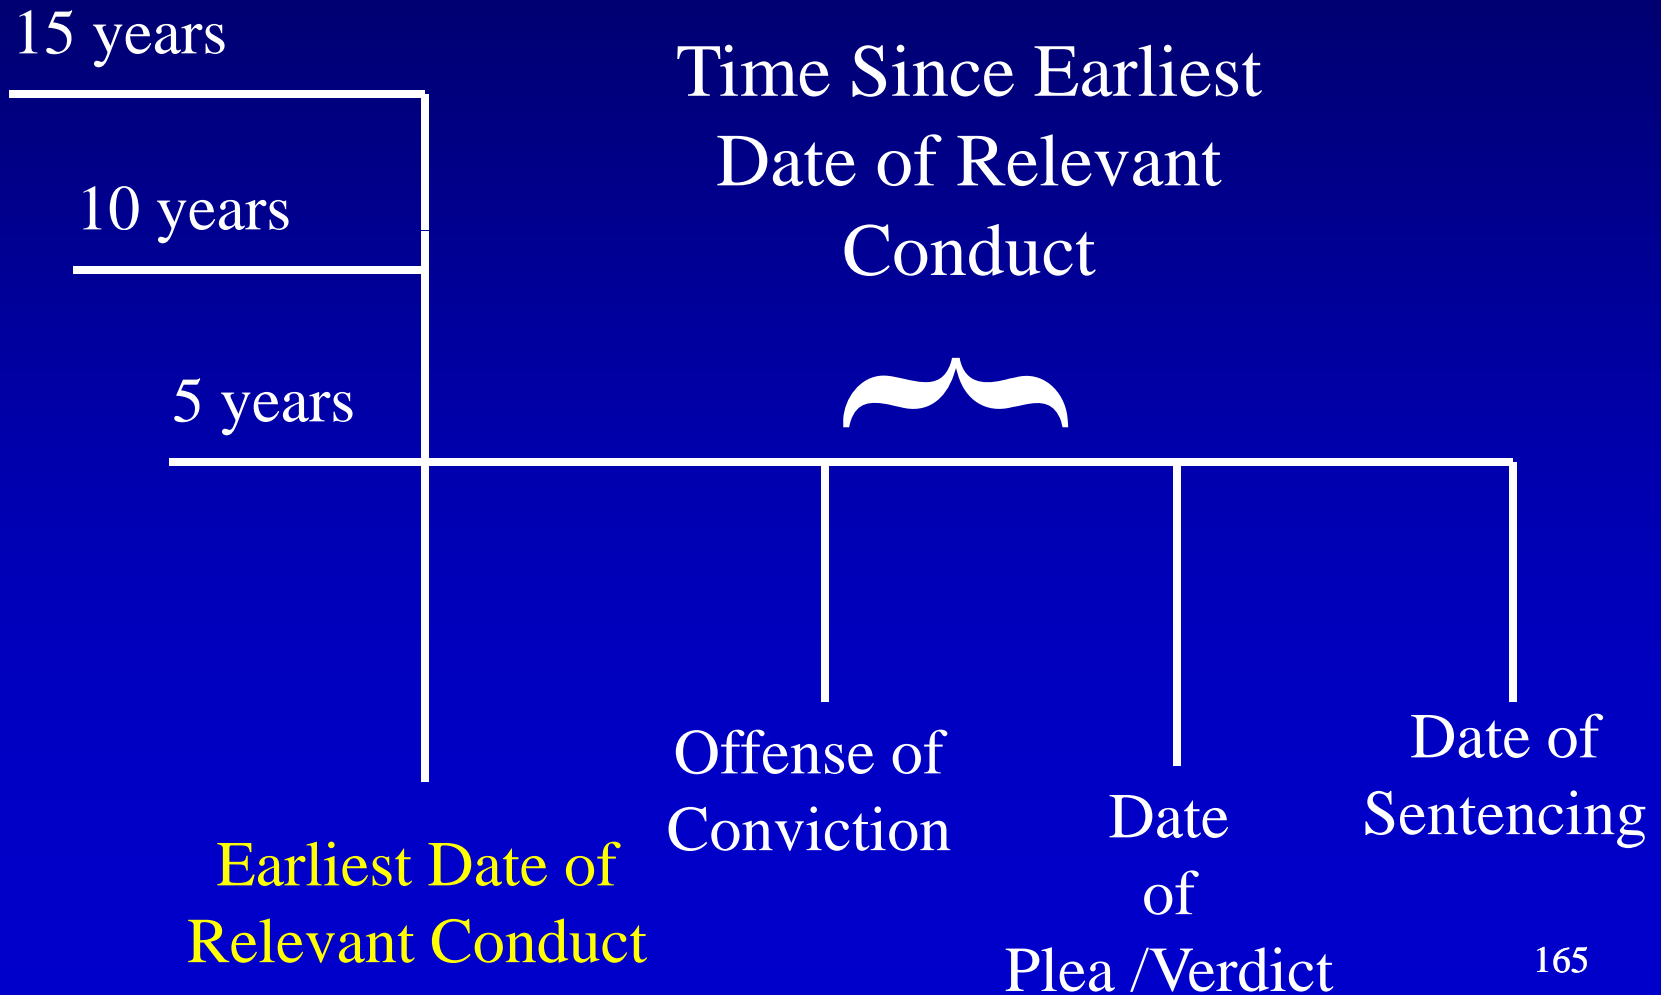 15 years
Time Since Earliest
Date of Relevant
Conduct
10 years
5 years
Offense of
Conviction
Date of
Sentencing
Date
of
Plea /Verdict
Earliest Date of
Relevant Conduct
165